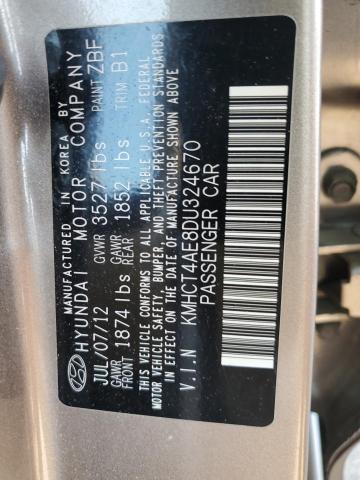 MANUFACTURED IN KOREA BY
HYUNDAI MOTOR COMPANY
JUL/07/12 GVWR 3527 lbs PAINT ZBF
GAWR FRONT 1874 lbs GAWR REAR 1852 lbs TRIM B1
THIS VEHICLE CONFORMS TO ALL APPLICABLE U.S.A. FEDERAL
MOTOR VEHICLE SAFETY, BUMPER, AND THEFT PREVENTION STANDARDS
IN EFFECT ON THE DATE OF MANUFACTURE SHOWN ABOVE
V.I.N KMHCT4AE8DU324670
PASSENGER CAR